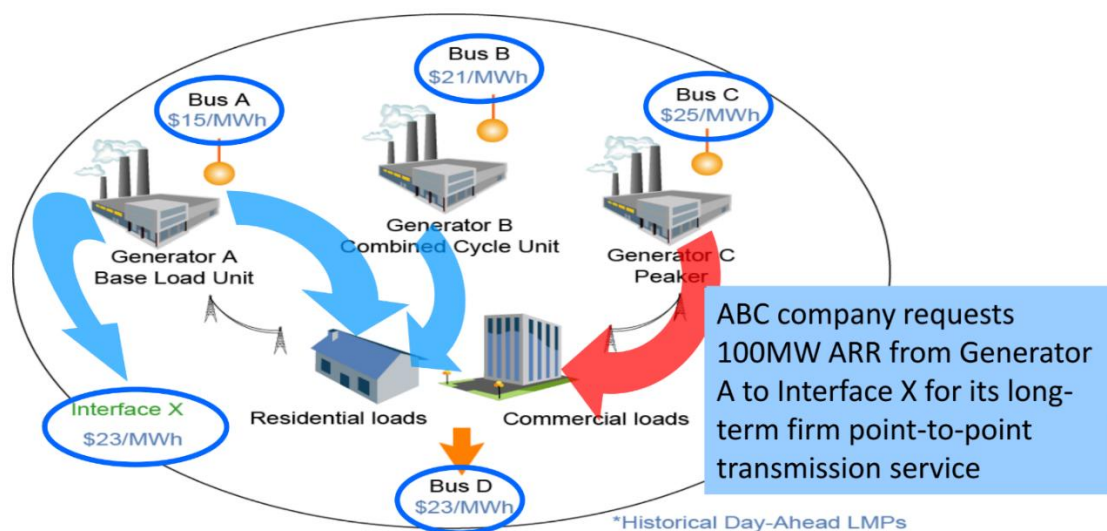 Bus A
$15/MWh
Bus B
$21/MWh
Bus C
$25/MWh
Generator A
Base Load Unit
Generator B
Combined Cycle Unit
Generator C
Peaker
ABC company requests
100MW ARR from Generator
A to Interface X for its long-
term firm point-to-point
transmission service
Interface X
$23/MWh
Residential loads
Commercial loads
Bus D
$23/MWh
*Historical Day-Ahead LMPs